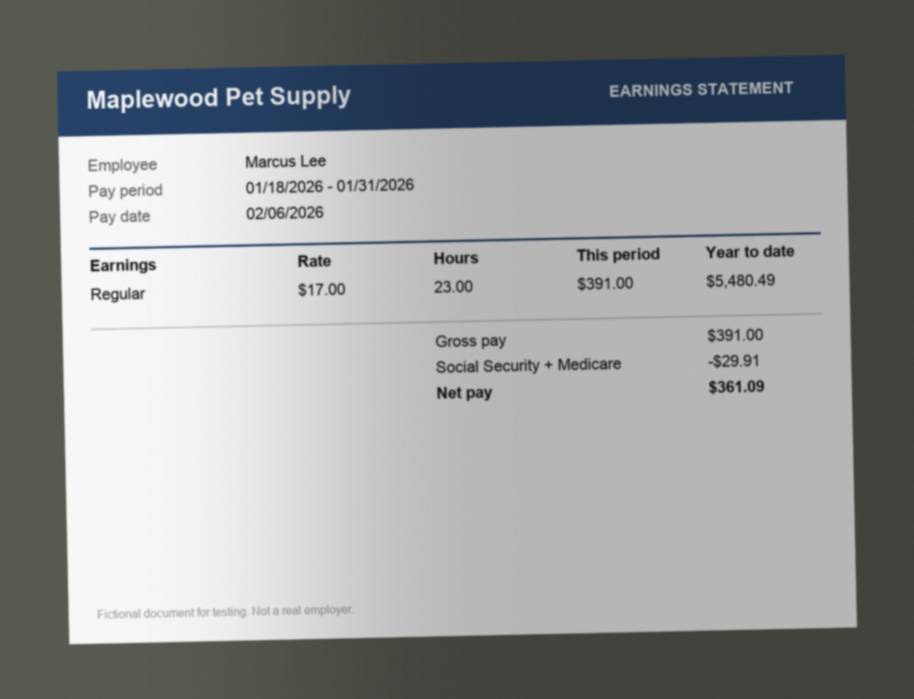 Maplewood Pet Supply EARNINGS STATEMENT
Employee Marcus Lee
Pay period 01/18/2026 - 01/31/2026
Pay date 02/06/2026
Earnings Rate Hours This period Year to date
Regular $17.00 23.00 $391.00 $5,480.49
Gross pay $391.00
Social Security + Medicare -$29.91
Net pay $361.09
Fictional document for testing. Not a real employer.